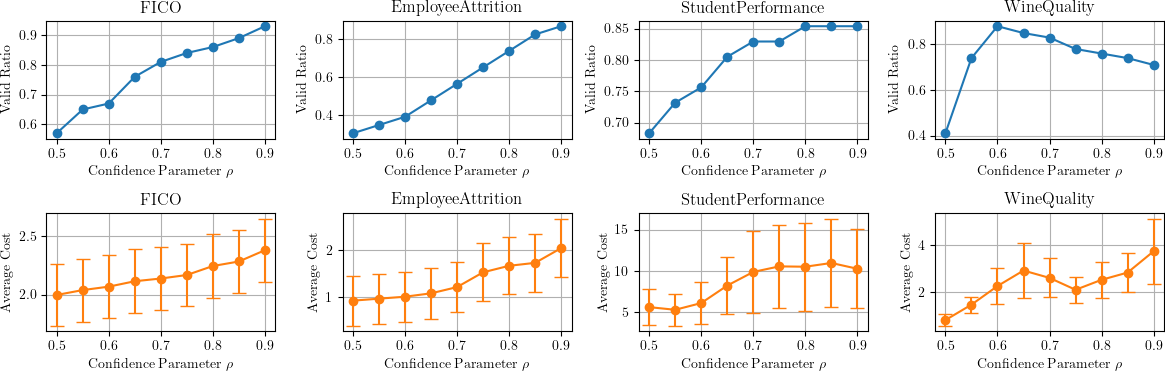 FICO
EmployeeAttrition
StudentPerformance
WineQuality
Valid Ratio
0.9
0.8
0.7
0.6
0.5 0.6 0.7 0.8 0.9
Confidence Parameter ρ
Valid Ratio
0.8
0.6
0.4
0.5 0.6 0.7 0.8 0.9
Confidence Parameter ρ
Valid Ratio
0.85
0.80
0.75
0.70
0.5 0.6 0.7 0.8 0.9
Confidence Parameter ρ
Valid Ratio
0.8
0.6
0.4
0.5 0.6 0.7 0.8 0.9
Confidence Parameter ρ
FICO
EmployeeAttrition
StudentPerformance
WineQuality
Average Cost
2.5
2.0
0.5 0.6 0.7 0.8 0.9
Confidence Parameter ρ
Average Cost
2
1
0.5 0.6 0.7 0.8 0.9
Confidence Parameter ρ
Average Cost
15
10
5
0.5 0.6 0.7 0.8 0.9
Confidence Parameter ρ
Average Cost
4
2
0.5 0.6 0.7 0.8 0.9
Confidence Parameter ρ